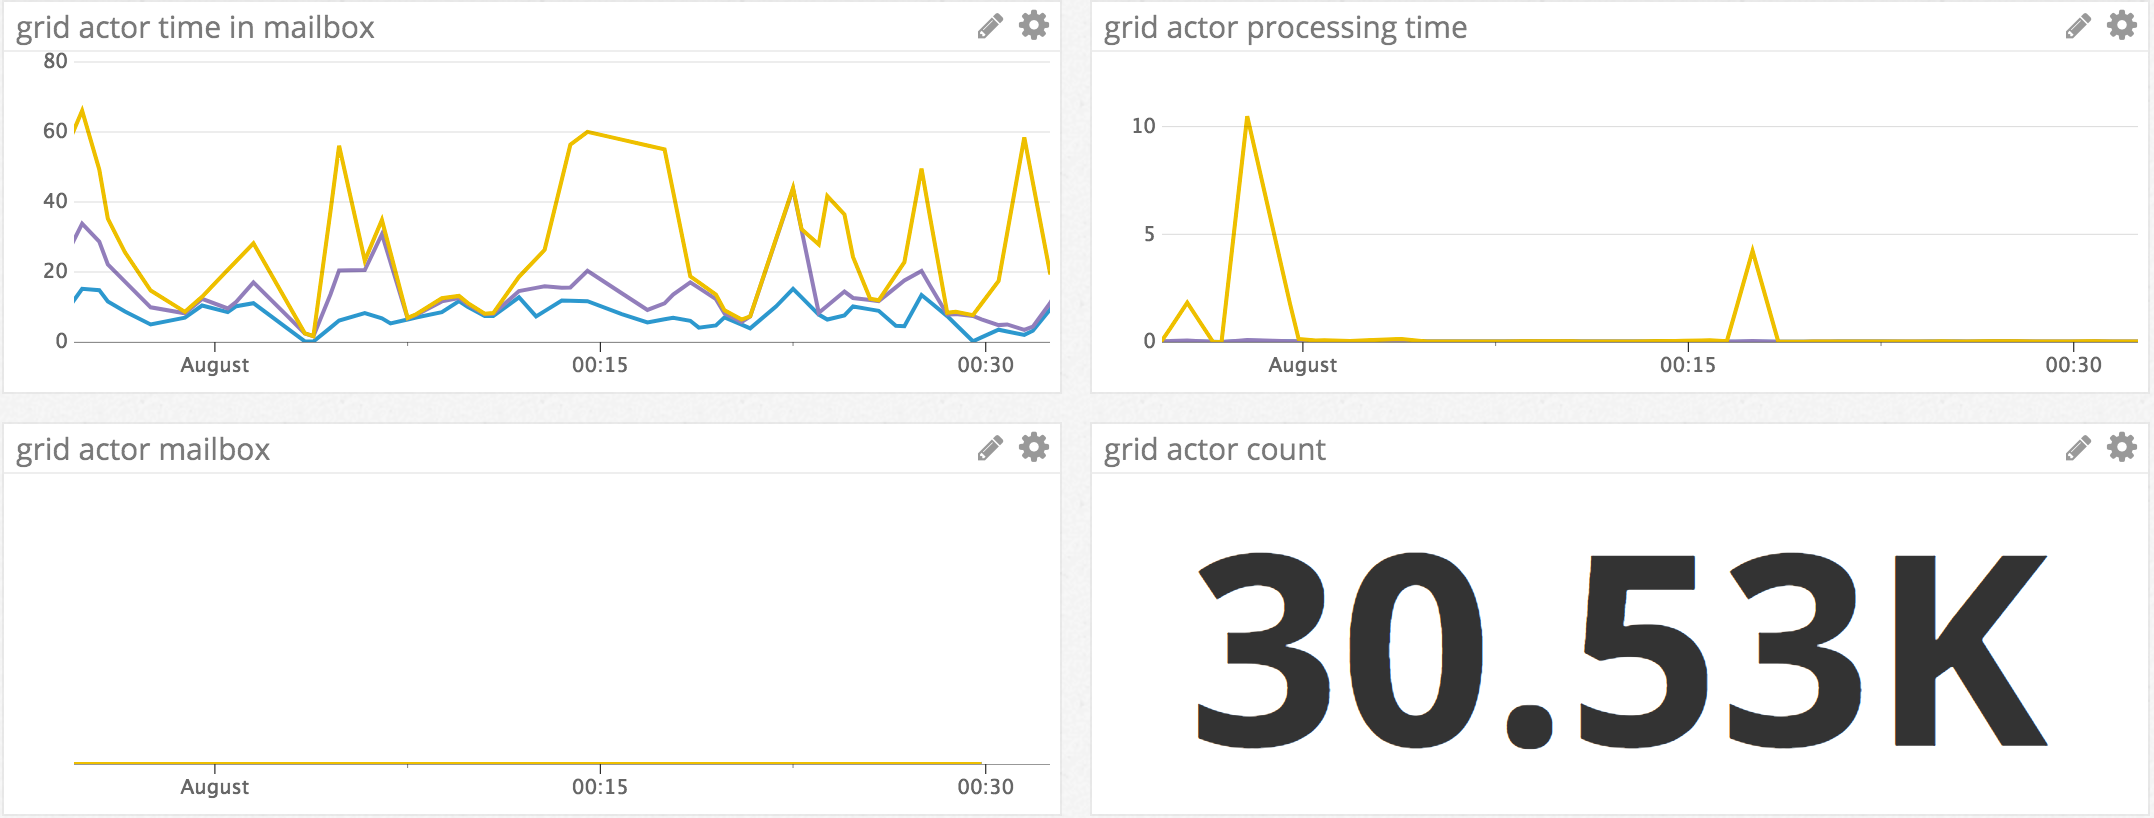 grid actor time in mailbox
80
60
40
20
0
August 00:15 00:30
grid actor processing time
10
5
0
August 00:15 00:30
grid actor mailbox
August 00:15 00:30
grid actor count
30.53K